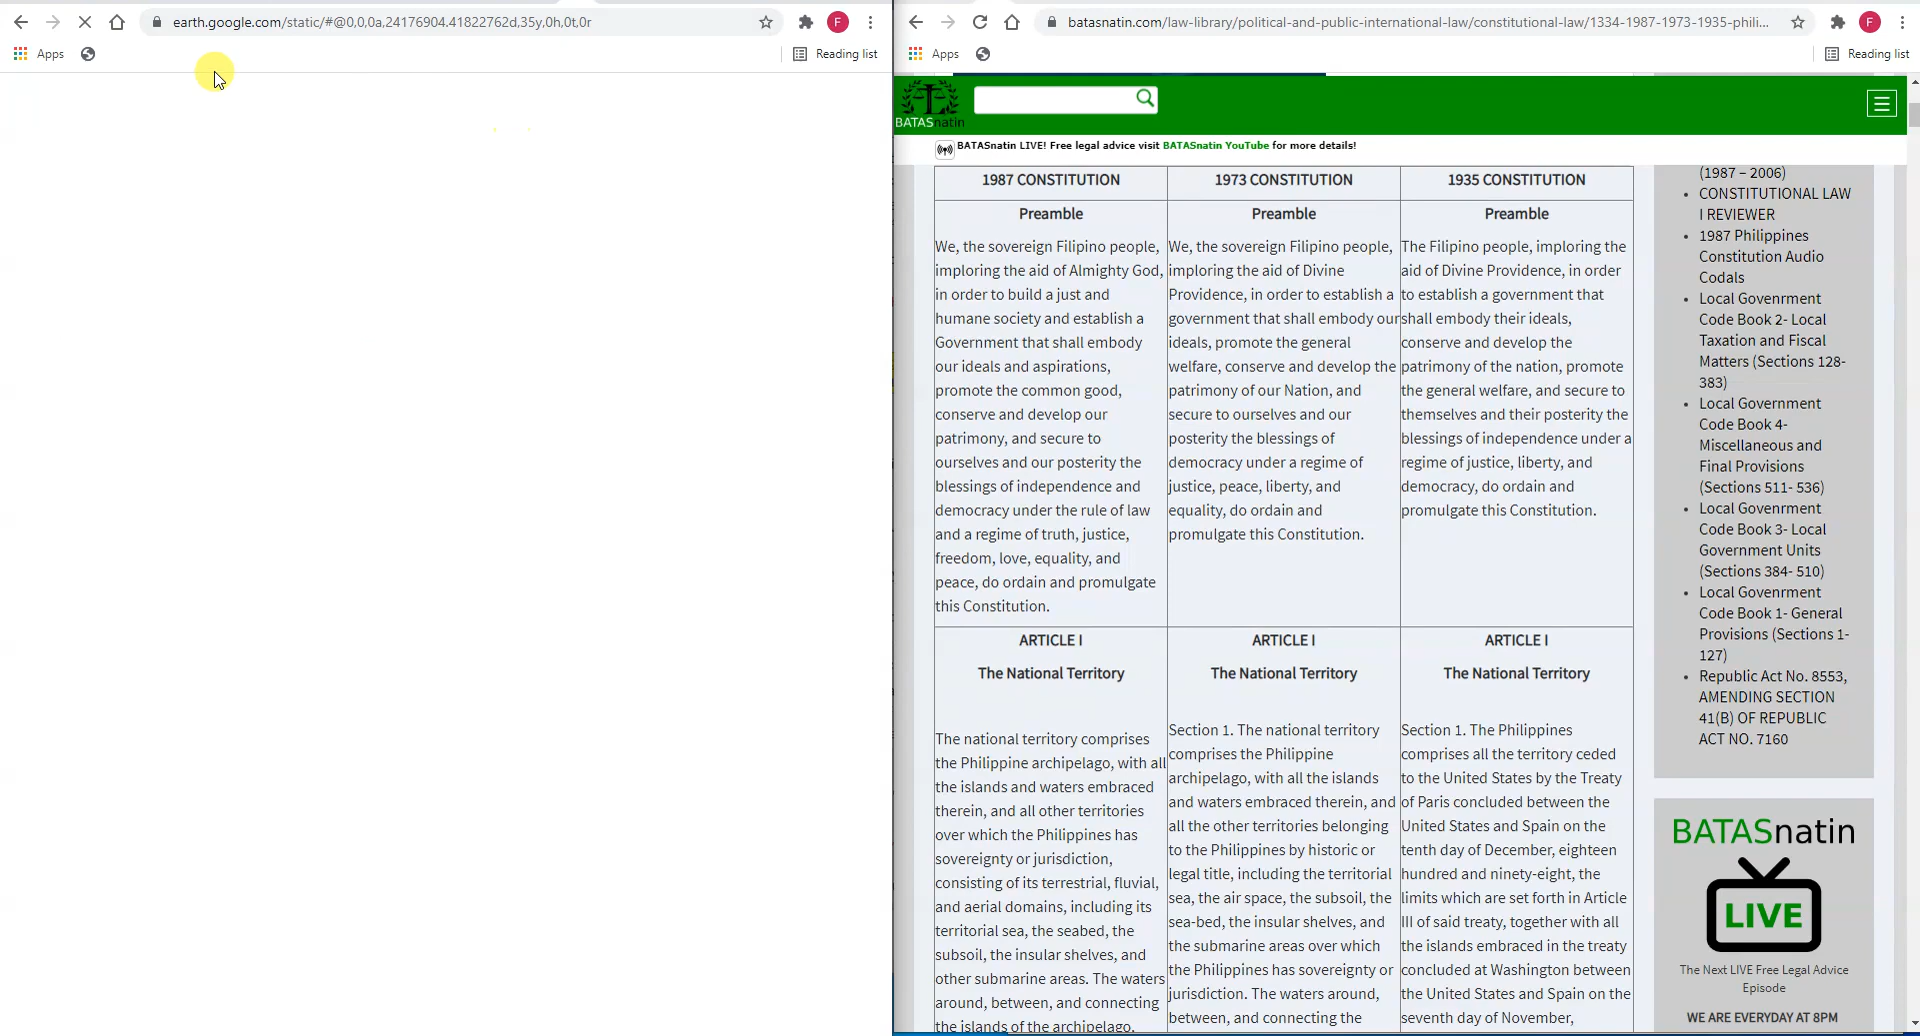 earth.google.com/static/#@0,0,0a,24176904.41822762d,35y,0h,0t,0r
F
Apps
Reading list
batasnatin.com/law-library/political-and-public-international-law/constitutional-law/1334-1987-1973-1935-phili...
F
Apps
Reading list
BATASnatin
BATASnatin LIVE! Free legal advice visit BATASnatin YouTube for more details!
1987 CONSTITUTION
Preamble
We, the sovereign Filipino people,
imploring the aid of Almighty God,
in order to build a just and
humane society and establish a
Government that shall embody
our ideals and aspirations,
promote the common good,
conserve and develop our
patrimony, and secure to
ourselves and our posterity the
blessings of independence and
democracy under the rule of law
and a regime of truth, justice,
freedom, love, equality, and
peace, do ordain and promulgate
this Constitution.
1973 CONSTITUTION
Preamble
We, the sovereign Filipino people,
imploring the aid of Divine
Providence, in order to establish a
government that shall embody our
ideals, promote the general
welfare, conserve and develop the
patrimony of our Nation, and
secure to ourselves and our
posterity the blessings of
democracy under a regime of
justice, peace, liberty, and
equality, do ordain and
promulgate this Constitution.
1935 CONSTITUTION
Preamble
The Filipino people, imploring the
aid of Divine Providence, in order
to establish a government that
shall embody their ideals,
conserve and develop the
patrimony of the nation, promote
the general welfare, and secure to
themselves and their posterity the
blessings of independence under a
regime of justice, liberty, and
democracy, do ordain and
promulgate this Constitution.
ARTICLE I
The National Territory
The national territory comprises
the Philippine archipelago, with all
the islands and waters embraced
therein, and all other territories
over which the Philippines has
sovereignty or jurisdiction,
consisting of its terrestrial, fluvial,
and aerial domains, including its
territorial sea, the seabed, the
subsoil, the insular shelves, and
other submarine areas. The waters
around, between, and connecting
the islands of the archipelago,
ARTICLE I
The National Territory
Section 1. The national territory
comprises the Philippine
archipelago, with all the islands
and waters embraced therein, and
all the other territories belonging
to the Philippines by historic or
legal title, including the territorial
sea, the air space, the subsoil, the
sea-bed, the insular shelves, and
the submarine areas over which
the Philippines has sovereignty or
jurisdiction. The waters around,
between, and connecting the
ARTICLE I
The National Territory
Section 1. The Philippines
comprises all the territory ceded
to the United States by the Treaty
of Paris concluded between the
United States and Spain on the
tenth day of December, eighteen
hundred and ninety-eight, the
limits which are set forth in Article
III of said treaty, together with all
the islands embraced in the treaty
concluded at Washington between
the United States and Spain on the
seventh day of November,
(1987 – 2006)
CONSTITUTIONAL LAW
I REVIEWER
1987 Philippines
Constitution Audio
Codals
Local Govenrment
Code Book 2- Local
Taxation and Fiscal
Matters (Sections 128-
383)
Local Government
Code Book 4-
Miscellaneous and
Final Provisions
(Sections 511- 536)
Local Govenrment
Code Book 3- Local
Government Units
(Sections 384- 510)
Local Govenrment
Code Book 1- General
Provisions (Sections 1-
127)
Republic Act No. 8553,
AMENDING SECTION
41(B) OF REPUBLIC
ACT NO. 7160
BATASnatin
LIVE
The Next LIVE Free Legal Advice
Episode
WE ARE EVERYDAY AT 8PM